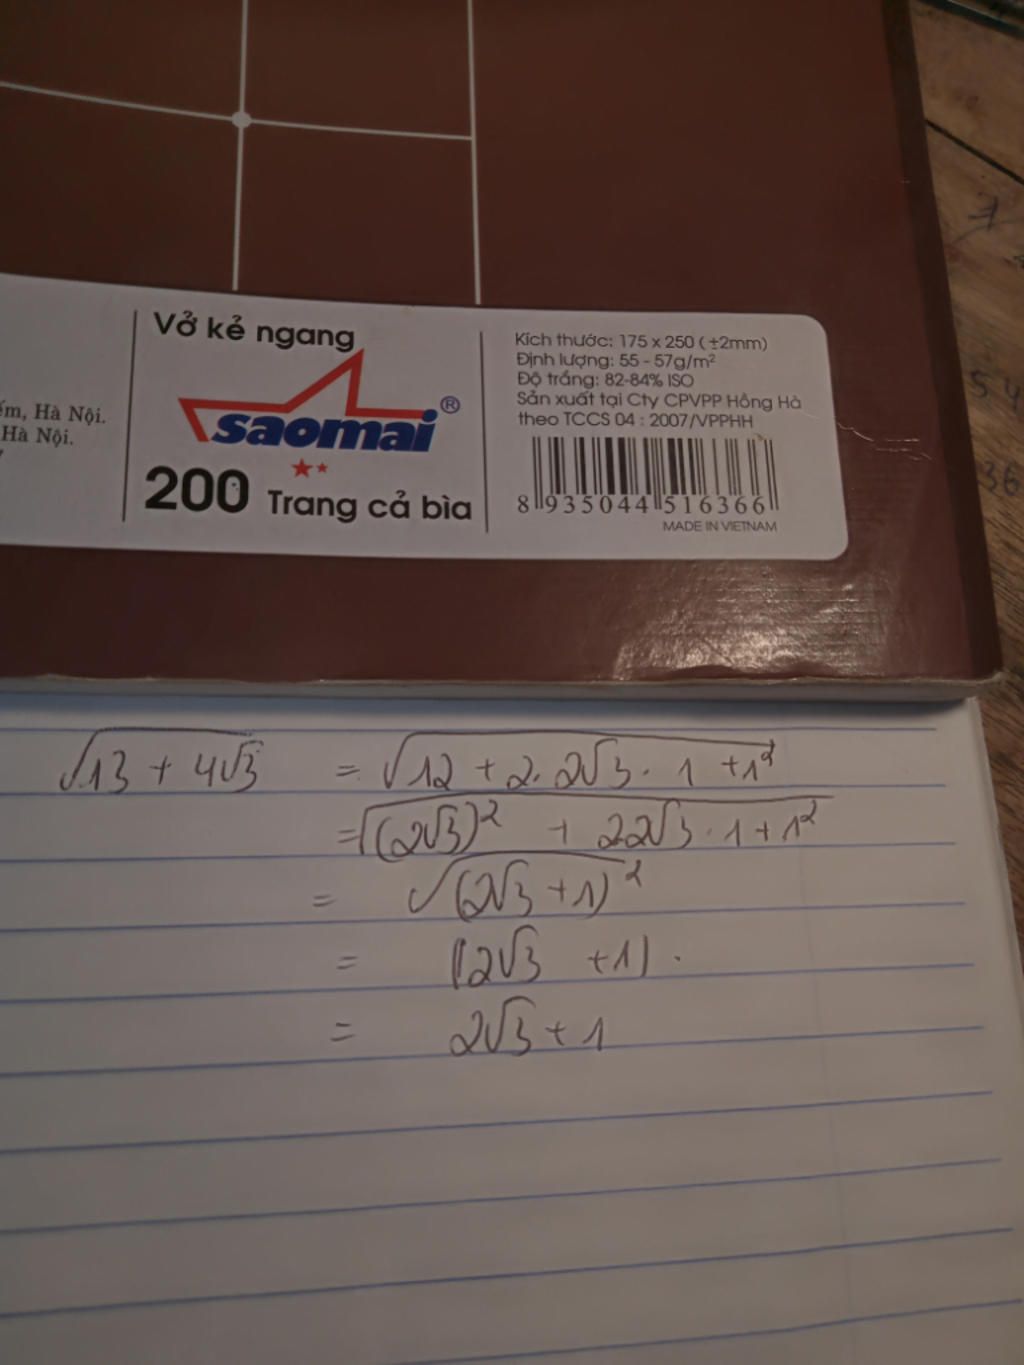 Vở kẻ ngang
saomai®
200 Trang cả bìa
Kích thước: 175 x 250 (±2mm)
Định lượng: 55 - 57g/m²
Độ trắng: 82-84% ISO
Sản xuất tại Cty CPVPP Hồng Hà
theo TCCS 04 : 2007/VPPHH
8 935044 516366
MADE IN VIETNAM
Hà Nội.
Hà Nội.
√(13 + 4√3) = √(12 + 2. 2√3 . 1 + 1²)
= √((2√3)² + 22√3 . 1 + 1²)
= √((2√3 + 1)²)
= |2√3 + 1| .
= 2√3 + 1